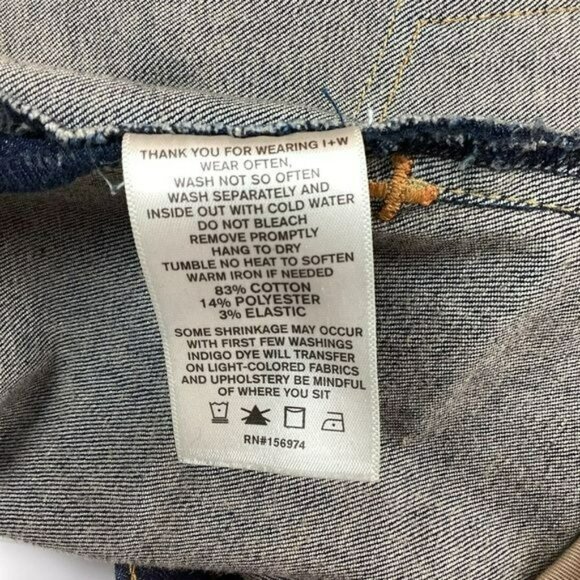 THANK YOU FOR WEARING I+W
WEAR OFTEN.
WASH NOT SO OFTEN
WASH SEPARATELY AND
INSIDE OUT WITH COLD WATER
DO NOT BLEACH
REMOVE PROMPTLY
HANG TO DRY
TUMBLE NO HEAT TO SOFTEN
WARM IRON IF NEEDED
83% COTTON
14% POLYESTER
3% ELASTIC
SOME SHRINKAGE MAY OCCUR
WITH FIRST FEW WASHINGS
INDIGO DYE WILL TRANSFER
ON LIGHT-COLORED FABRICS
AND UPHOLSTERY BE MINDFUL
OF WHERE YOU SIT
RN#156974